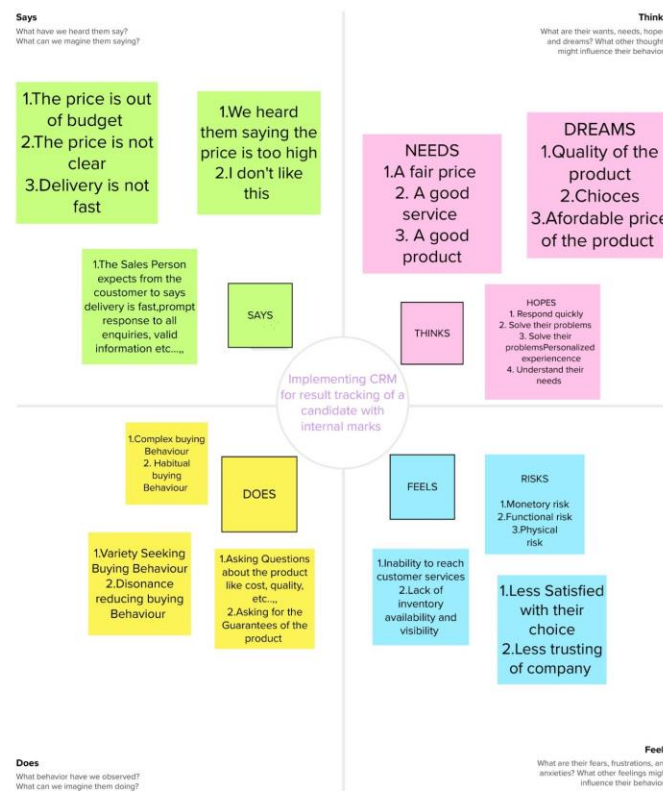 Says
What have we heard them say?
What can we magine them saying?
Think
What are their wants, needs, hope
and dreams? What other thought
might influence their behavior
1.The price is out
of budget
2.The price is not
clear
3.Delivery is not
fast
1.We heard
them saying the
price is too high
2.I don't like
this
NEEDS
1.A fair price
2. A good
service
3. A good
product
DREAMS
1.Quality of the
product
2.Chioces
3.Afordable price
of the product
1.The Sales Person
expects from the
coustomer to says
delivery is fast,prompt
response to all
enquiries, valid
information etc...,,
SAYS
THINKS
HOPES
1. Respond quickly
2. Solve their problems
3. Solve their
problemsPersonalized
experiencence
4. Understand their
needs
Implementing CRM
for result tracking of a
candidate with
internal marks
1.Complex buying
Behaviour
2. Habitual
buying
Behaviour
DOES
FEELS
RISKS
1.Monetory risk
2.Functional risk
3.Physical
risk
1.Variety Seeking
Buying Behaviour
2.Disonance
reducing buying
Behaviour
1.Asking Questions
about the product
like cost, quality,
etc...,,
2.Asking for the
Guarantees of the
product
1.Inability to reach
customer services
2.Lack of
inventory
availability and
visibility
1.Less Satisfied
with their
choice
2.Less trusting
of company
Does
What behavior have we observed?
What can we imagine them doing?
Feel
What are their fears, frustrations, an
anxieties? What other feelings migh
influence their behavior